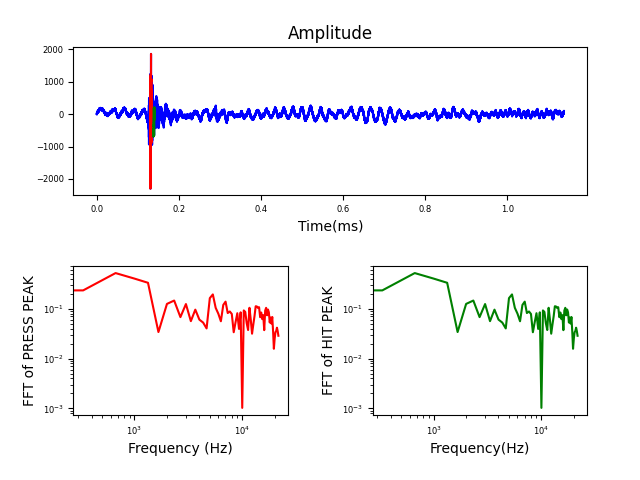 Amplitude
2000
1000
0
−1000
−2000
0.0 0.2 0.4 0.6 0.8 1.0
Time(ms)
FFT of PRESS PEAK
10⁻¹
10⁻²
10⁻³
10³ 10⁴
Frequency (Hz)
FFT of HIT PEAK
10⁻¹
10⁻²
10⁻³
10³ 10⁴
Frequency(Hz)